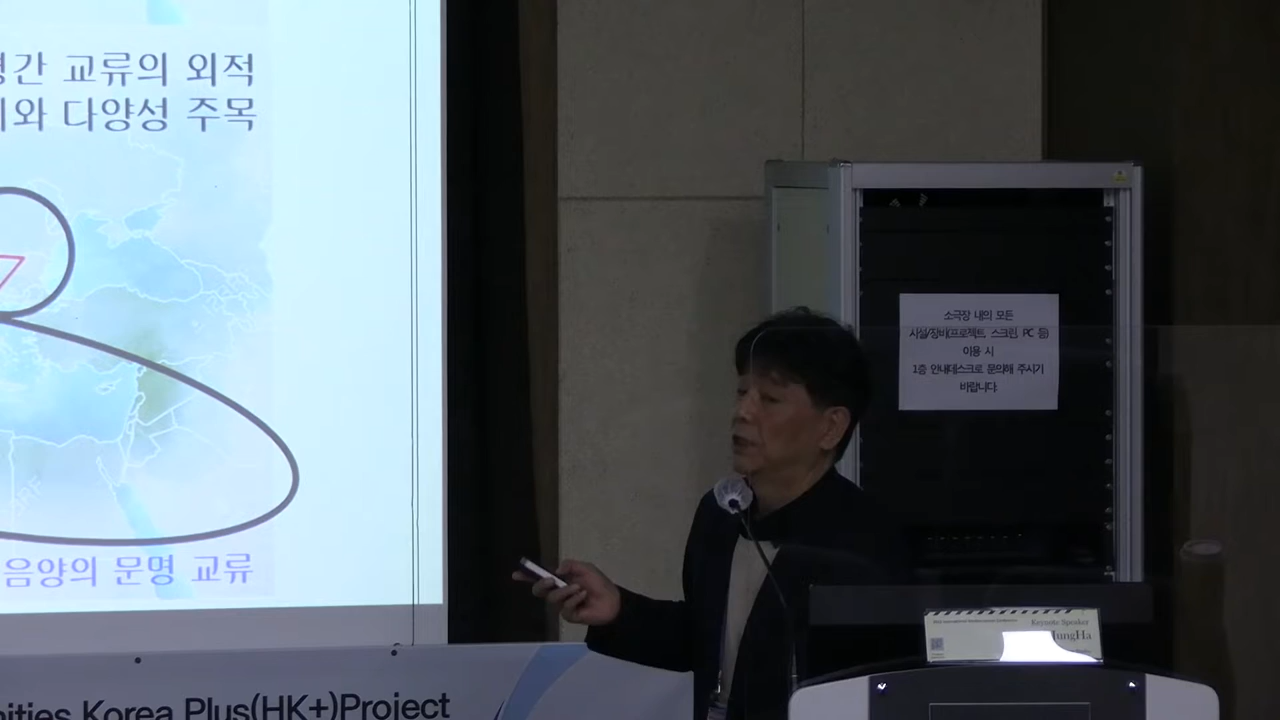 간 교류의 외적
와 다양성 주목
음양의 문명 교류
소극장 내의 모든
시설/장비(프로젝트, 스크린, PC 등)
이용 시
1층 안내데스크로 문의해 주시기
바랍니다.
Keynote Speaker
JungHa
Korea Plus(HK+)Project